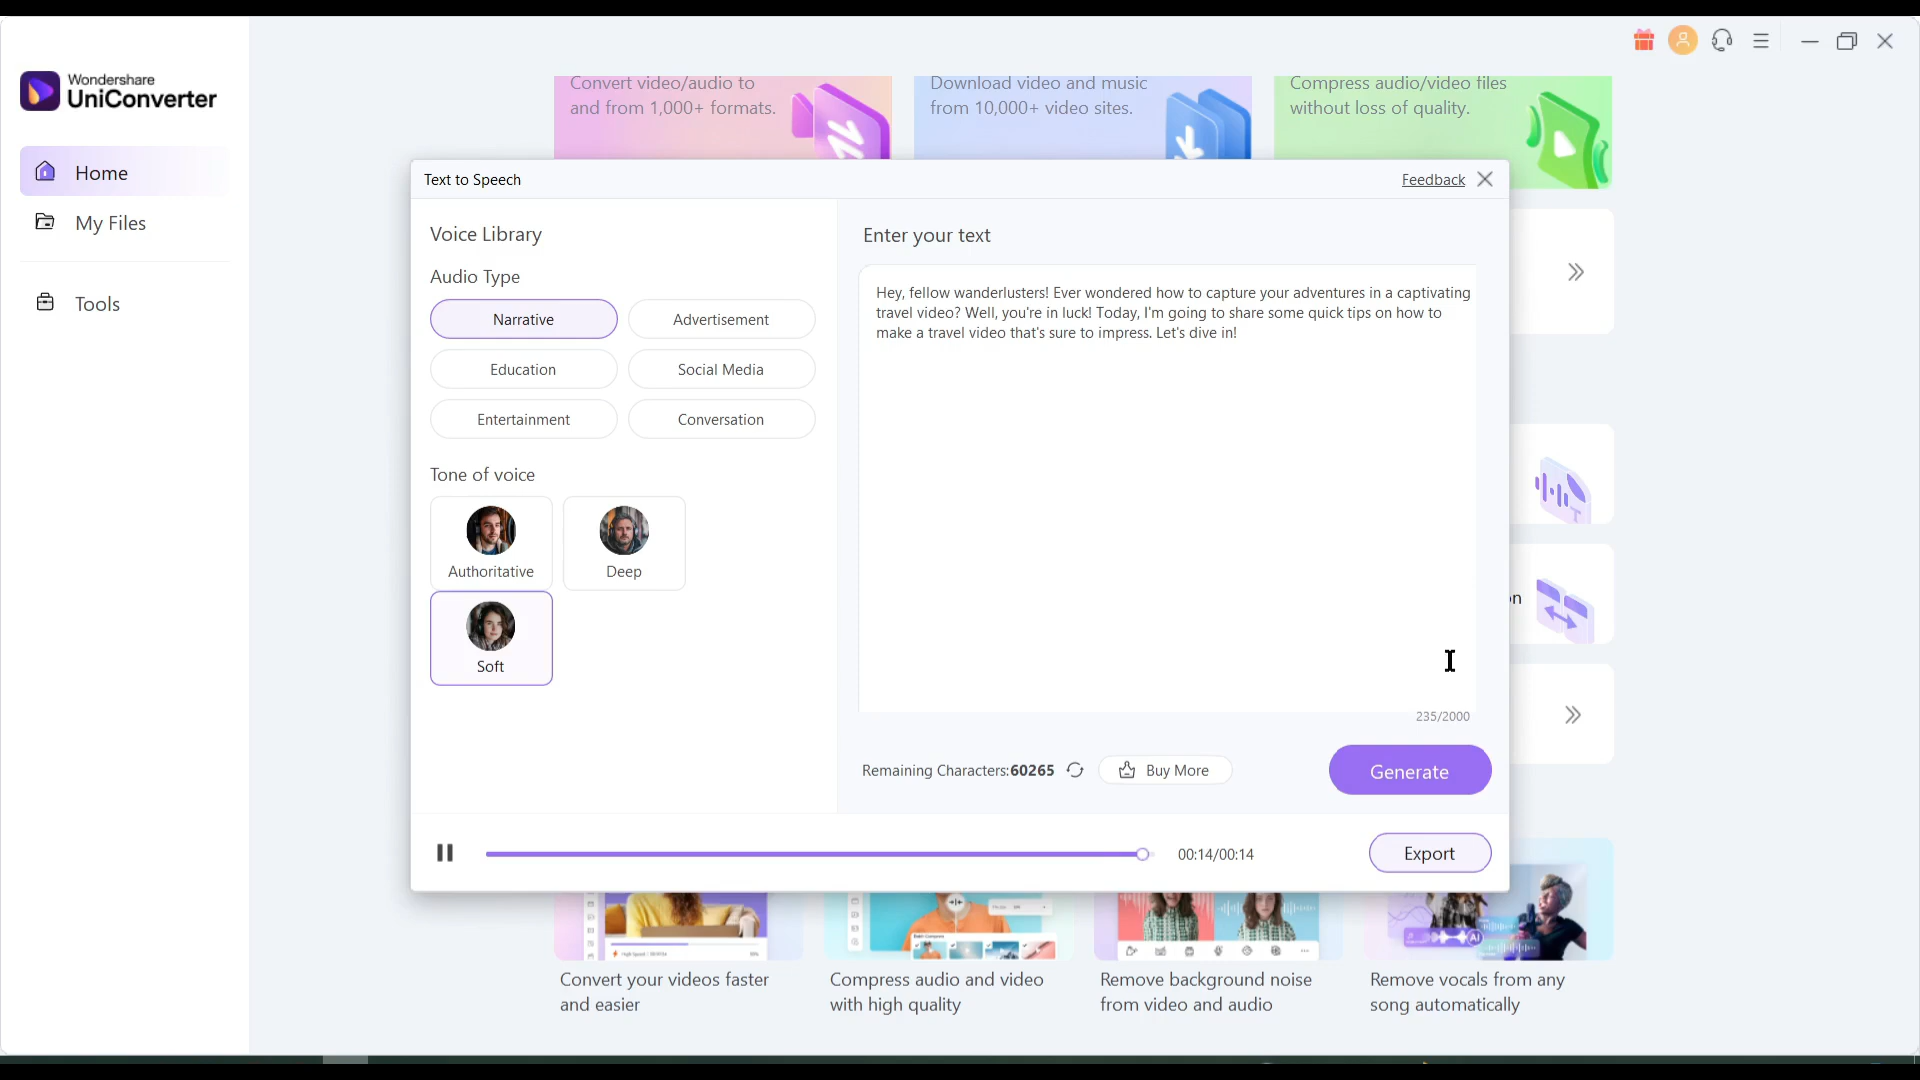 Wondershare
UniConverter
Home
My Files
Tools
Convert video/audio to
and from 1,000+ formats.
Download video and music
from 10,000+ video sites.
Compress audio/video files
without loss of quality.
Text to Speech
Feedback
Voice Library
Audio Type
Narrative
Advertisement
Education
Social Media
Entertainment
Conversation
Tone of voice
Authoritative
Deep
Soft
Enter your text
Hey, fellow wanderlusters! Ever wondered how to capture your adventures in a captivating
travel video? Well, you're in luck! Today, I'm going to share some quick tips on how to
make a travel video that's sure to impress. Let's dive in!
235/2000
Remaining Characters:60265
Buy More
Generate
00:14/00:14
Export
Convert your videos faster
and easier
Compress audio and video
with high quality
Remove background noise
from video and audio
Remove vocals from any
song automatically